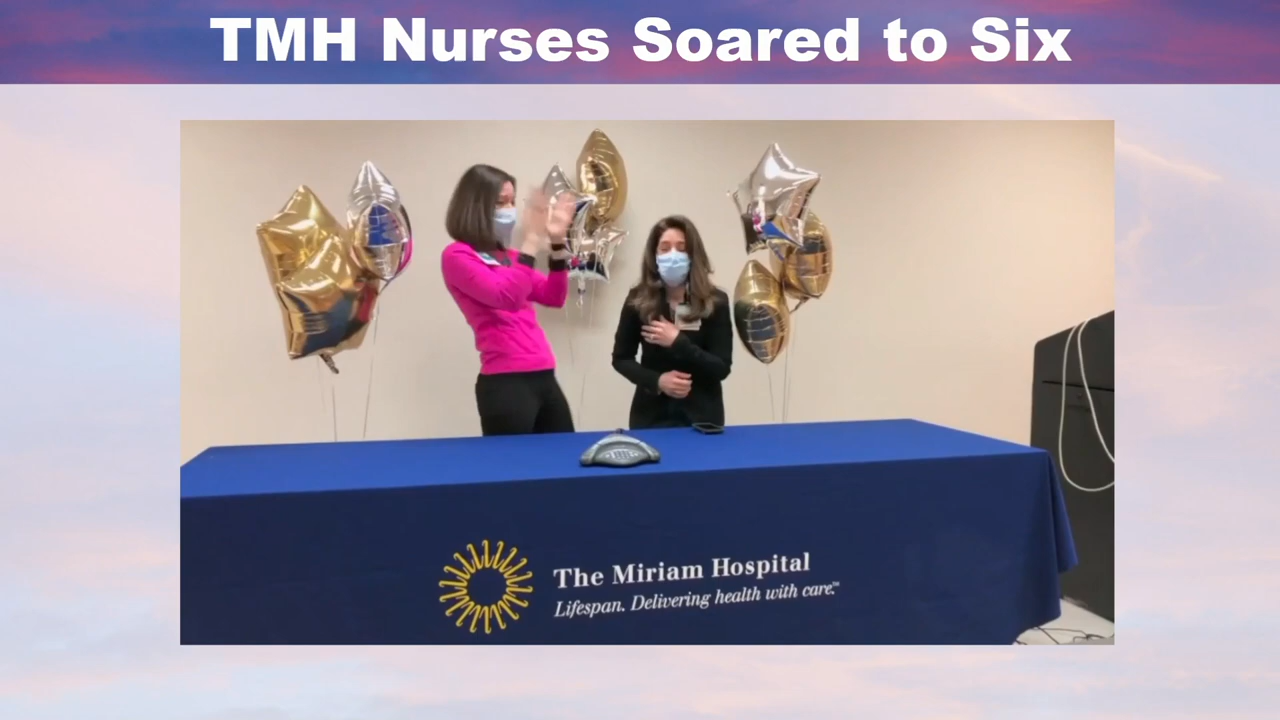 TMH Nurses Soared to Six
The Miriam Hospital
Lifespan. Delivering health with care.™